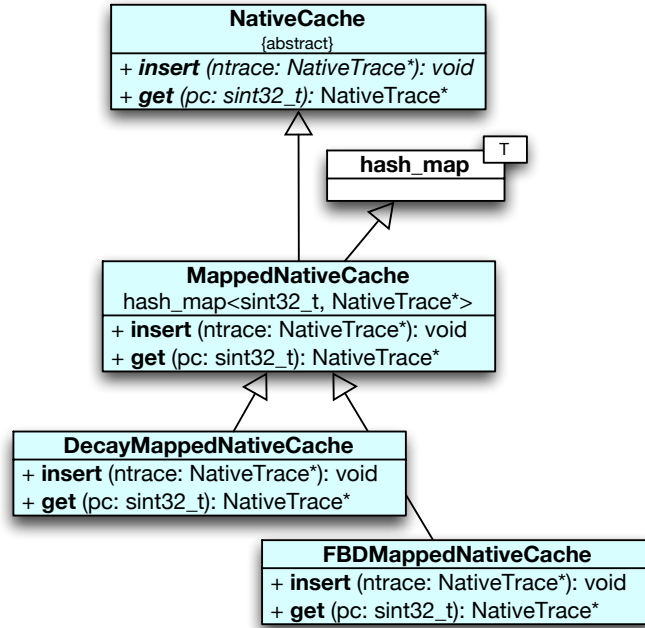 NativeCache
{abstract}
+ insert (ntrace: NativeTrace*): void
+ get (pc: sint32_t): NativeTrace*
T
hash_map
MappedNativeCache
hash_map<sint32_t, NativeTrace*>
+ insert (ntrace: NativeTrace*): void
+ get (pc: sint32_t): NativeTrace*
DecayMappedNativeCache
+ insert (ntrace: NativeTrace*): void
+ get (pc: sint32_t): NativeTrace*
FBDMappedNativeCache
+ insert (ntrace: NativeTrace*): void
+ get (pc: sint32_t): NativeTrace*